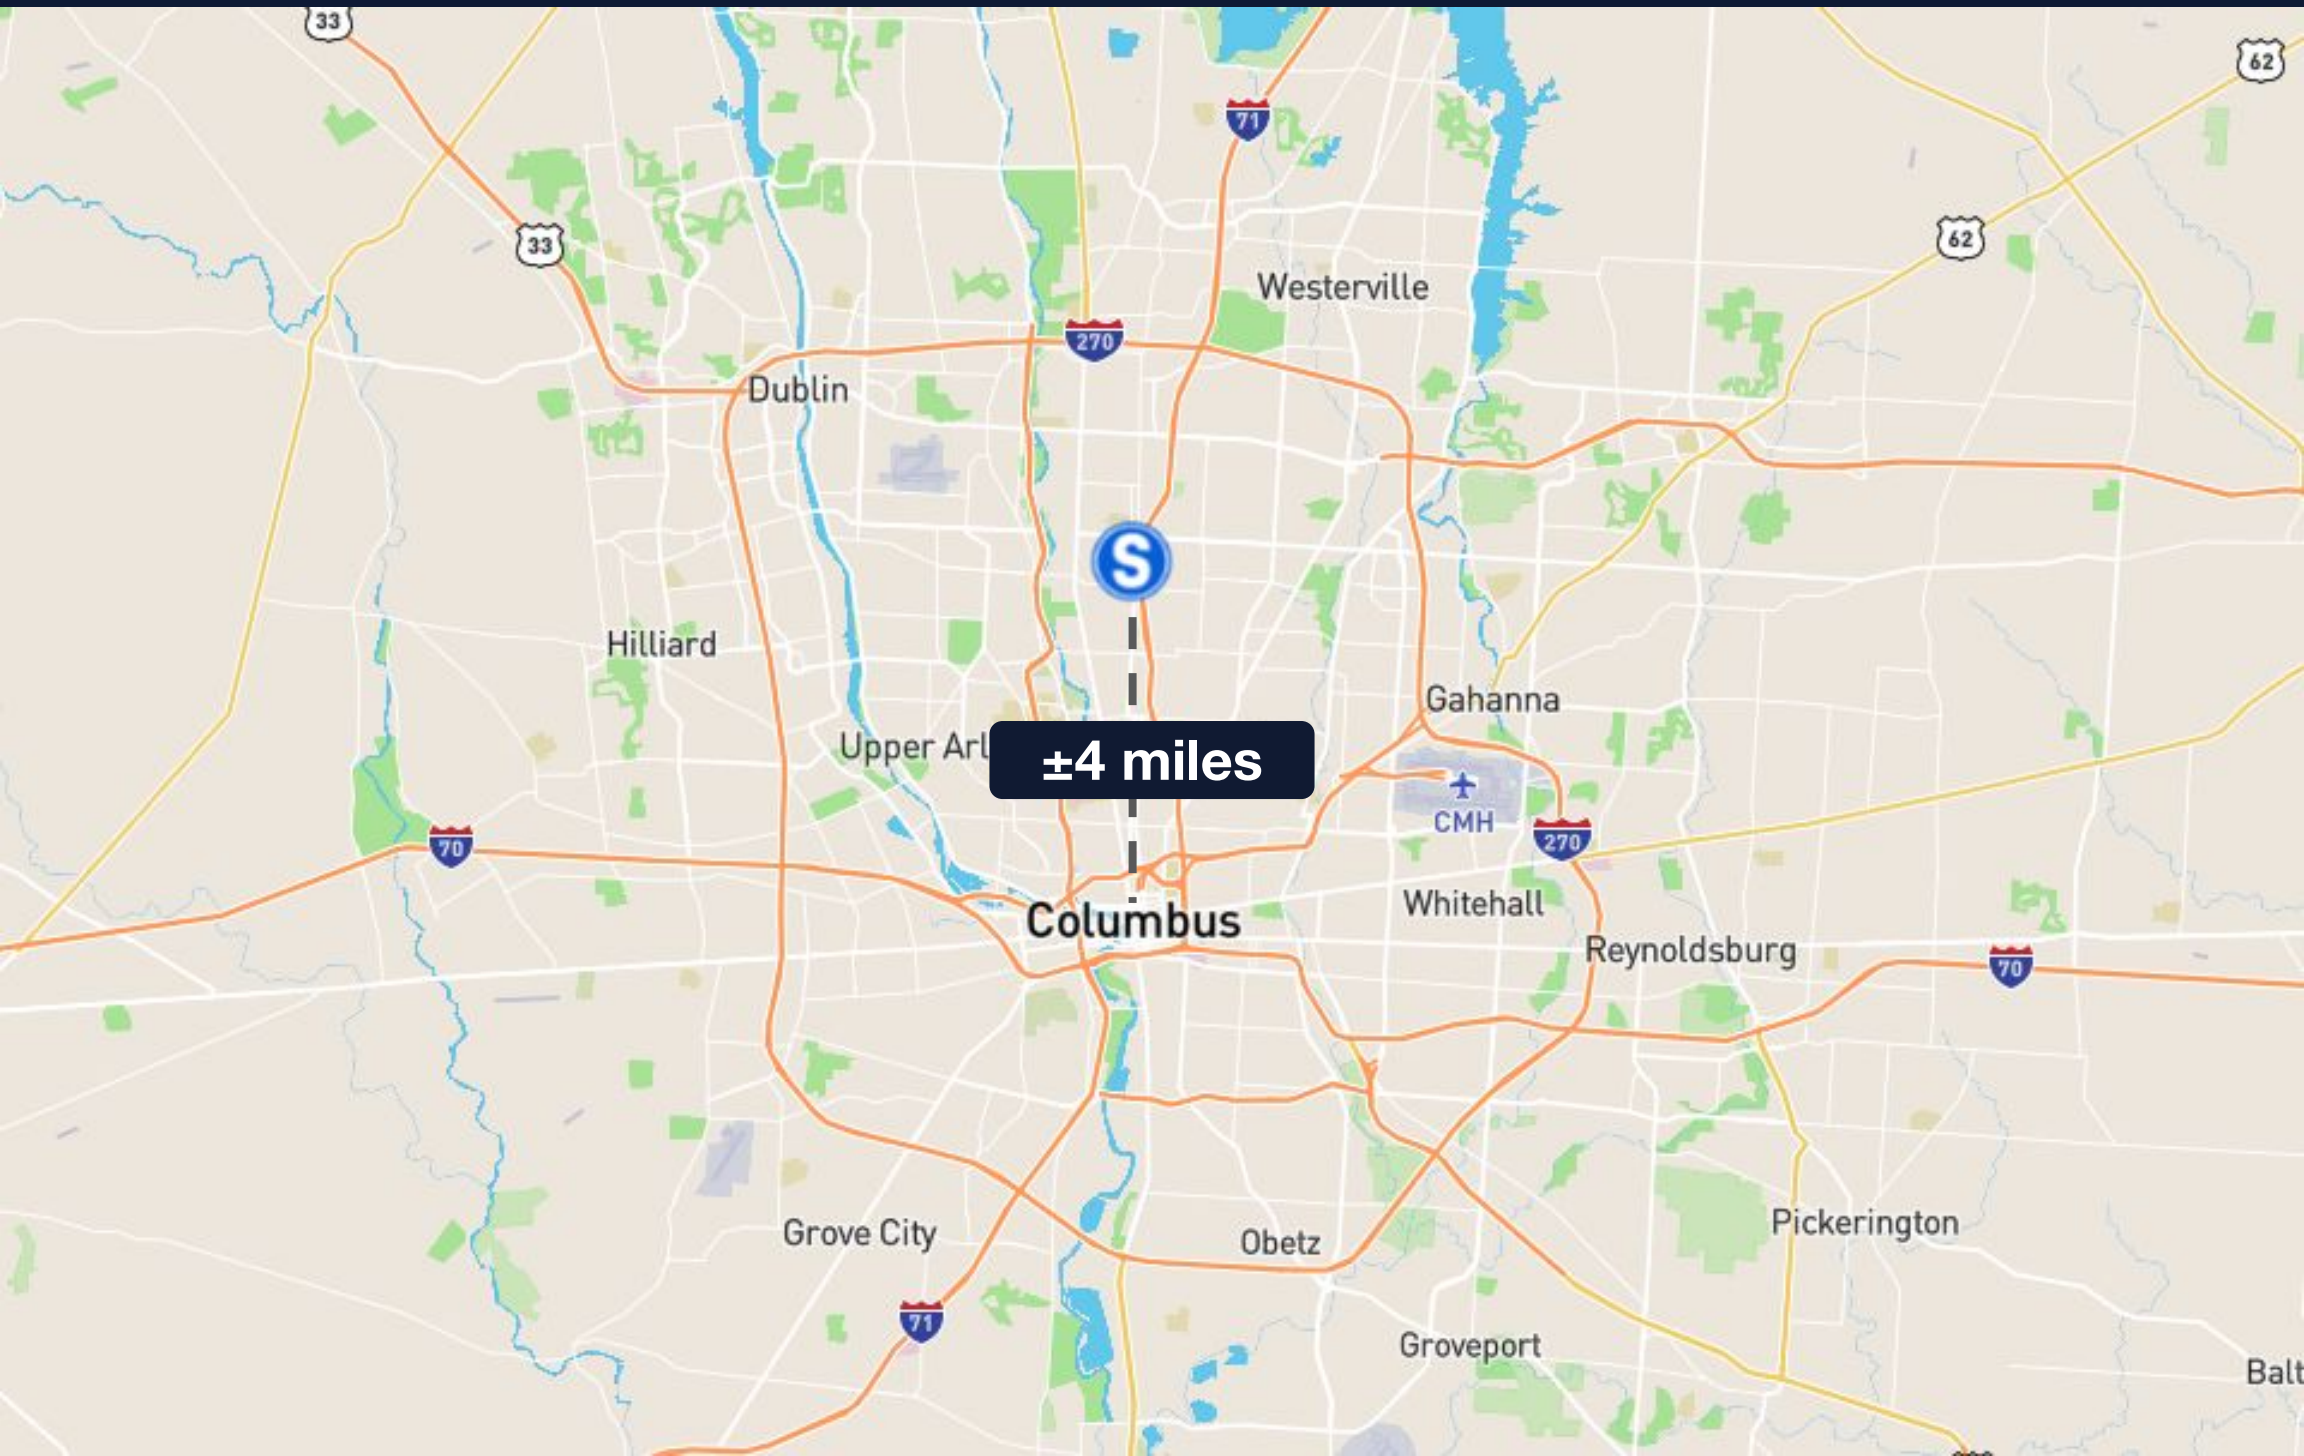 33
62
71
33
62
Westerville
270
Dublin
S
Hilliard
Gahanna
Upper Arl
±4 miles
CMH
270
70
Whitehall
Columbus
Reynoldsburg
70
Pickerington
Grove City
Obetz
71
Groveport
Balt